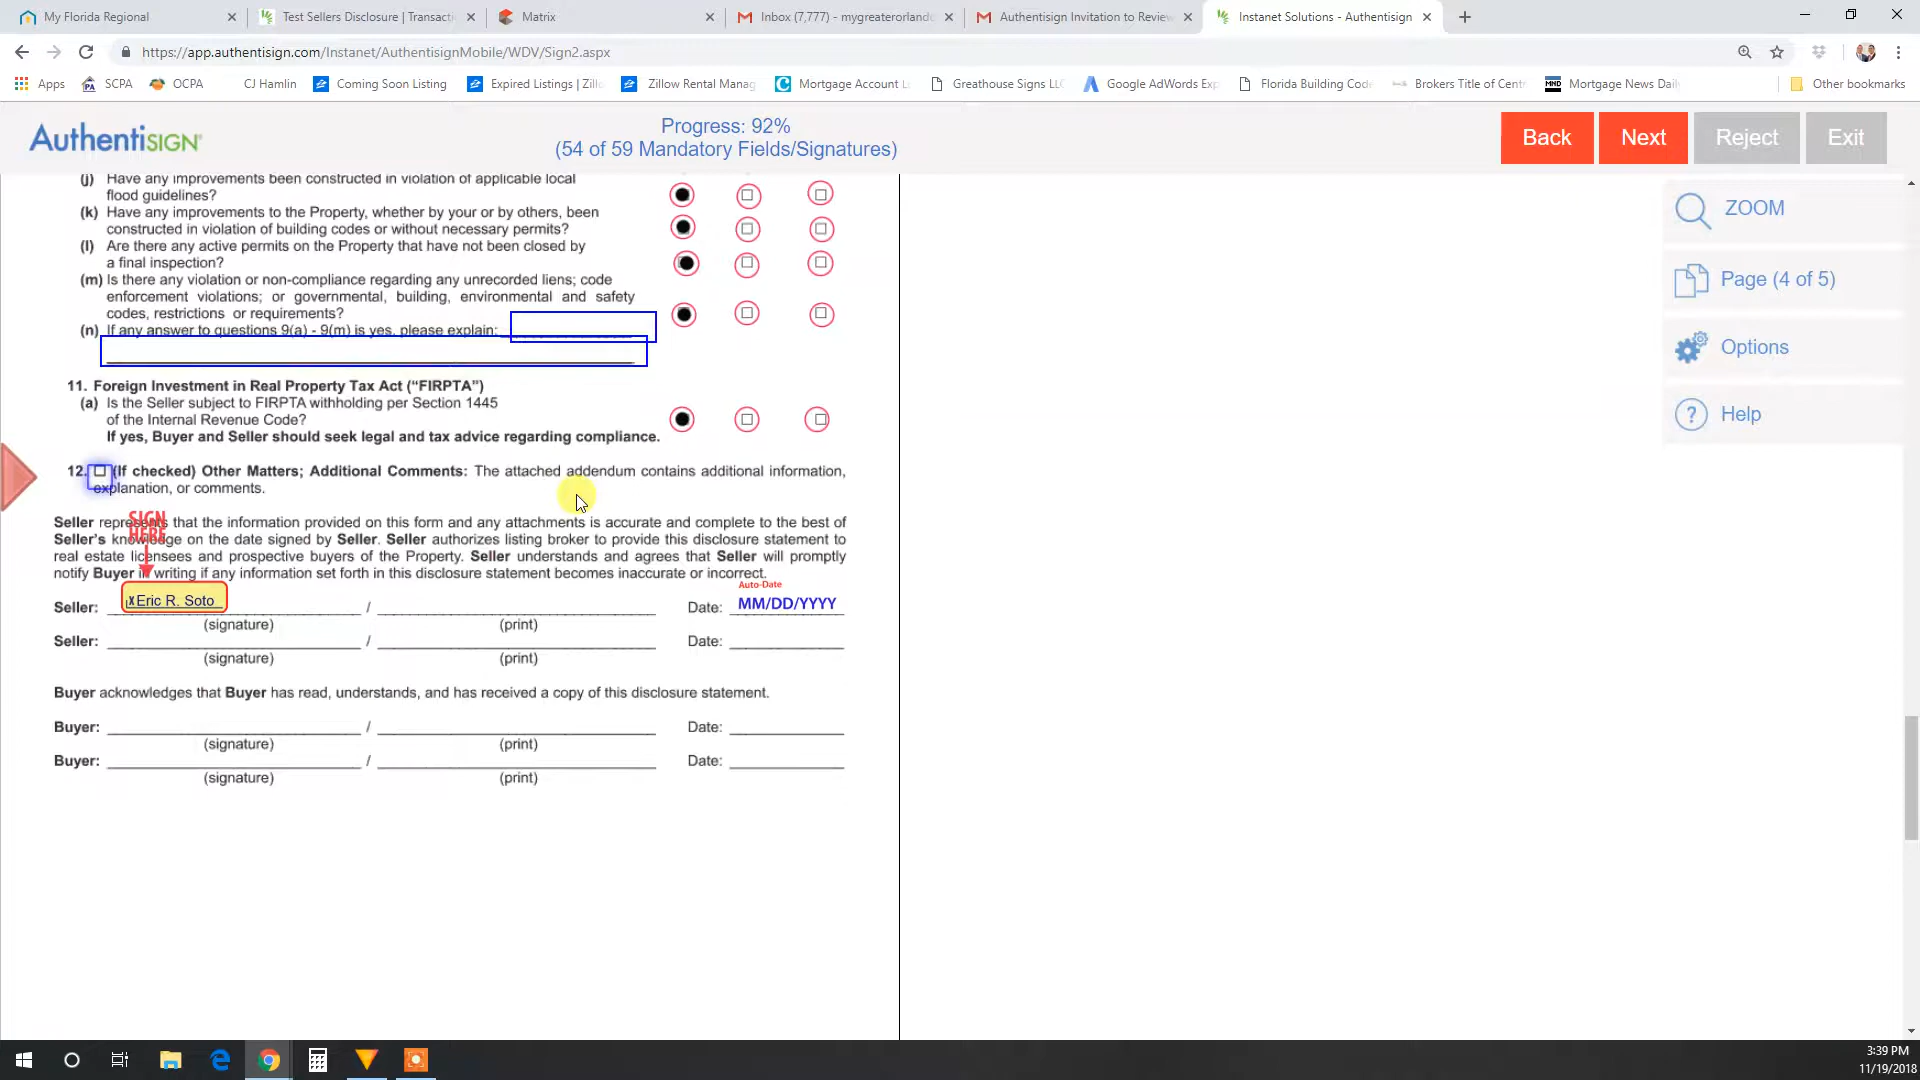 My Florida Regional
Test Sellers Disclosure | Transacti
Matrix
Inbox (7,777) - mygreaterorland
Authentisign Invitation to Review
Instanet Solutions - Authentisign
https://app.authentisign.com/Instanet/AuthentisignMobile/WDV/Sign2.aspx
Apps
SCPA
OCPA
CJ Hamlin
Coming Soon Listing
Expired Listings | Zillo
Zillow Rental Manag
Mortgage Account L
Greathouse Signs LLC
Google AdWords Exp
Florida Building Code
Brokers Title of Centr
MND
Mortgage News Daily
Other bookmarks
AuthentiSIGN
Progress: 92%
(54 of 59 Mandatory Fields/Signatures)
Back
Next
Reject
Exit
(j) Have any improvements been constructed in violation of applicable local
flood guidelines?
(k) Have any improvements to the Property, whether by your or by others, been
constructed in violation of building codes or without necessary permits?
(l) Are there any active permits on the Property that have not been closed by
a final inspection?
(m) Is there any violation or non-compliance regarding any unrecorded liens; code
enforcement violations; or governmental, building, environmental and safety
codes, restrictions or requirements?
(n) If any answer to questions 9(a) - 9(m) is yes, please explain:
11. Foreign Investment in Real Property Tax Act (“FIRPTA”)
(a) Is the Seller subject to FIRPTA withholding per Section 1445
of the Internal Revenue Code?
If yes, Buyer and Seller should seek legal and tax advice regarding compliance.
12. (If checked) Other Matters; Additional Comments: The attached addendum contains additional information,
explanation, or comments.
Seller represents that the information provided on this form and any attachments is accurate and complete to the best of
Seller’s knowledge on the date signed by Seller. Seller authorizes listing broker to provide this disclosure statement to
real estate licensees and prospective buyers of the Property. Seller understands and agrees that Seller will promptly
notify Buyer in writing if any information set forth in this disclosure statement becomes inaccurate or incorrect.
SIGN
HERE
Auto-Date
Seller: x Eric R. Soto / Date: MM/DD/YYYY
(signature) (print)
Seller: / Date:
(signature) (print)
Buyer acknowledges that Buyer has read, understands, and has received a copy of this disclosure statement.
Buyer: / Date:
(signature) (print)
Buyer: / Date:
(signature) (print)
ZOOM
Page (4 of 5)
Options
? Help
3:39 PM
11/19/2018